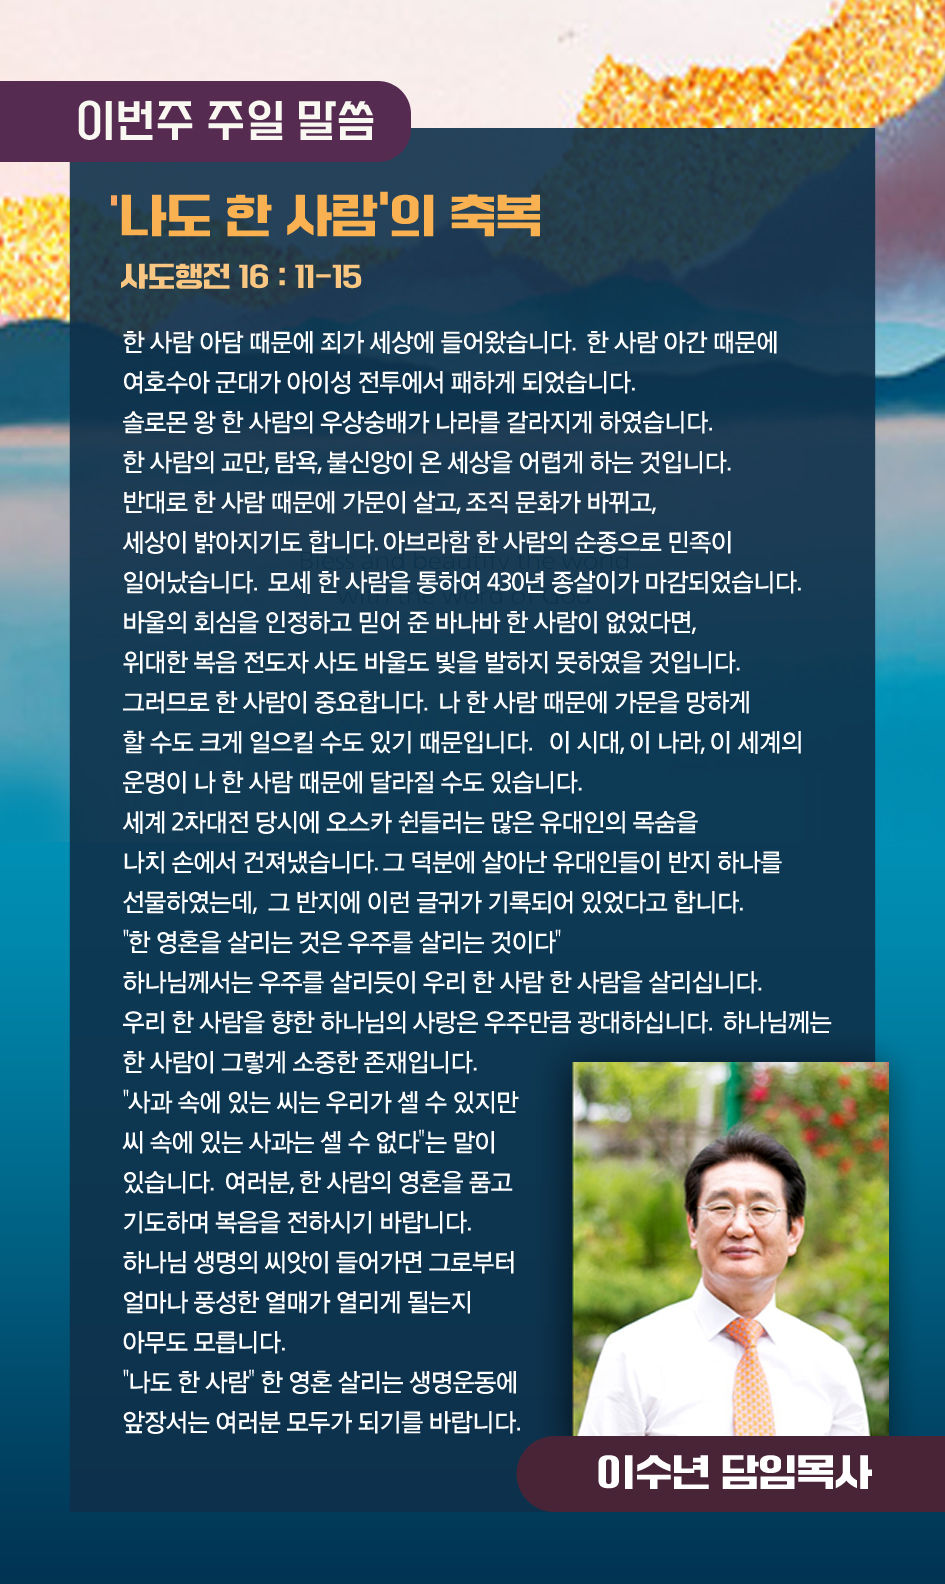 이번주 주일 말씀
'나도 한 사람'의 축복
사도행전 16 : 11-15
한 사람 아담 때문에 죄가 세상에 들어왔습니다. 한 사람 아간 때문에
여호수아 군대가 아이성 전투에서 패하게 되었습니다.
솔로몬 왕 한 사람의 우상숭배가 나라를 갈라지게 하였습니다.
한 사람의 교만, 탐욕, 불신앙이 온 세상을 어렵게 하는 것입니다.
반대로 한 사람 때문에 가문이 살고, 조직 문화가 바뀌고,
세상이 밝아지기도 합니다. 아브라함 한 사람의 순종으로 민족이
일어났습니다. 모세 한 사람을 통하여 430년 종살이가 마감되었습니다.
바울의 회심을 인정하고 믿어 준 바나바 한 사람이 없었다면,
위대한 복음 전도자 사도 바울도 빛을 발하지 못하였을 것입니다.
그러므로 한 사람이 중요합니다. 나 한 사람 때문에 가문을 망하게
할 수도 크게 일으킬 수도 있기 때문입니다. 이 시대, 이 나라, 이 세계의
운명이 나 한 사람 때문에 달라질 수도 있습니다.
세계 2차대전 당시에 오스카 쉰들러는 많은 유대인의 목숨을
나치 손에서 건져냈습니다. 그 덕분에 살아난 유대인들이 반지 하나를
선물하였는데, 그 반지에 이런 글귀가 기록되어 있었다고 합니다.
"한 영혼을 살리는 것은 우주를 살리는 것이다"
하나님께서는 우주를 살리듯이 우리 한 사람 한 사람을 살리십니다.
우리 한 사람을 향한 하나님의 사랑은 우주만큼 광대하십니다. 하나님께는
한 사람이 그렇게 소중한 존재입니다.
"사과 속에 있는 씨는 우리가 셀 수 있지만
씨 속에 있는 사과는 셀 수 없다"는 말이
있습니다. 여러분, 한 사람의 영혼을 품고
기도하며 복음을 전하시기 바랍니다.
하나님 생명의 씨앗이 들어가면 그로부터
얼마나 풍성한 열매가 열리게 될는지
아무도 모릅니다.
"나도 한 사람" 한 영혼 살리는 생명운동에
앞장서는 여러분 모두가 되기를 바랍니다.
이수년 담임목사